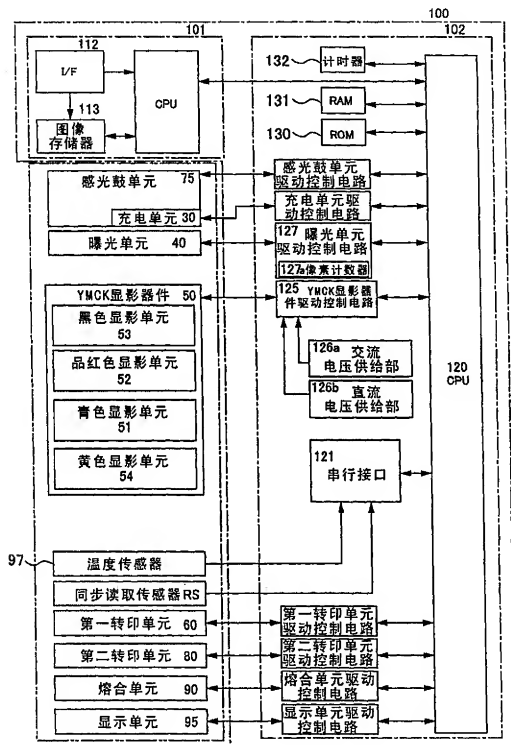 100
101
102
112
I/F
113
图像
存储器
CPU
132
计时器
131
RAM
130
ROM
120
CPU
感光鼓单元 75
充电单元 30
曝光单元 40
感光鼓单元
驱动控制电路
充电单元驱
动控制电路
127 曝光单元
驱动控制电路
127a像素计数器
YMCK显影器件 50
黑色显影单元
53
品红色显影单元
52
青色显影单元
51
黄色显影单元
54
125 YMCK显影器
件驱动控制电路
126a 交流
电压供给部
126b 直流
电压供给部
121
串行接口
97
温度传感器
同步读取传感器RS
第一转印单元 60
第二转印单元 80
熔合单元 90
显示单元 95
第一转印单元
驱动控制电路
第二转印单元
驱动控制电路
熔合单元驱动
控制电路
显示单元驱动
控制电路